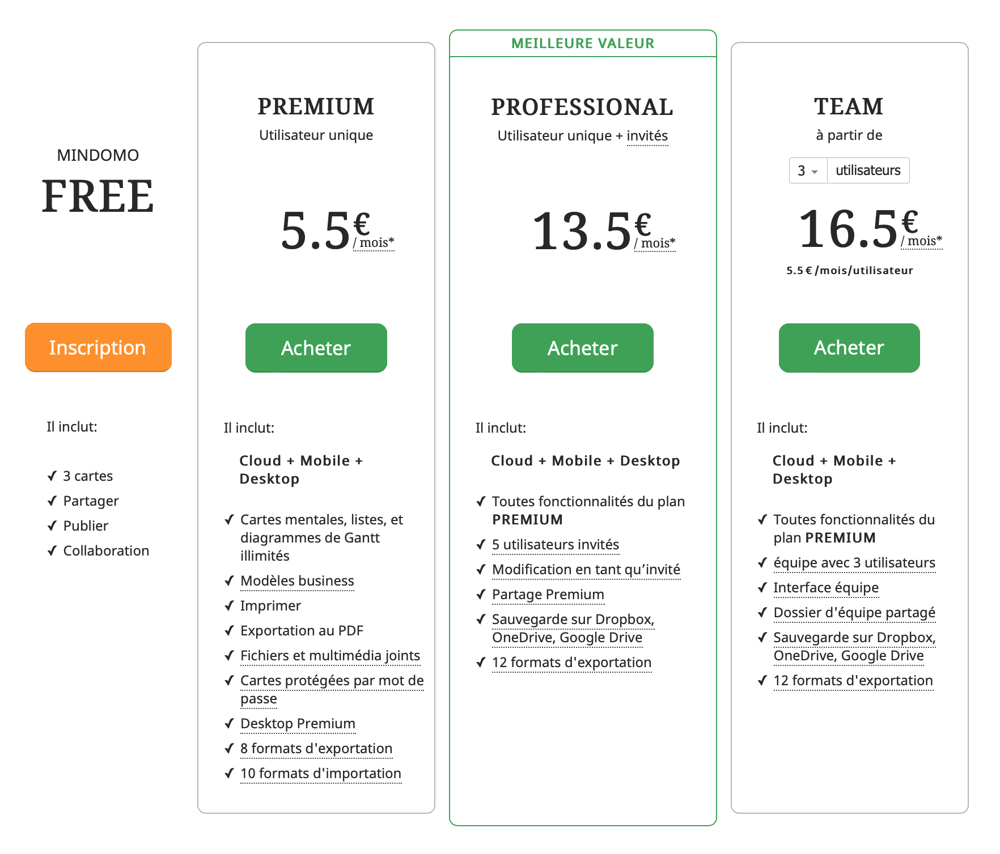 MINDOMO
FREE
Inscription
Il inclut:
✔ 3 cartes
✔ Partager
✔ Publier
✔ Collaboration
PREMIUM
Utilisateur unique
5.5€
/ mois*
Acheter
Il inclut:
Cloud + Mobile +
Desktop
✔ Cartes mentales, listes, et
diagrammes de Gantt
illimités
✔ Modèles business
✔ Imprimer
✔ Exportation au PDF
✔ Fichiers et multimédia joints
✔ Cartes protégées par mot de
passe
✔ Desktop Premium
✔ 8 formats d'exportation
✔ 10 formats d'importation
MEILLEURE VALEUR
PROFESSIONAL
Utilisateur unique + invités
13.5€
/ mois*
Acheter
Il inclut:
Cloud + Mobile + Desktop
✔ Toutes fonctionnalités du plan
PREMIUM
✔ 5 utilisateurs invités
✔ Modification en tant qu’invité
✔ Partage Premium
✔ Sauvegarde sur Dropbox,
OneDrive, Google Drive
✔ 12 formats d'exportation
TEAM
à partir de
3 utilisateurs
16.5€
/ mois*
5.5€/mois/utilisateur
Acheter
Il inclut:
Cloud + Mobile +
Desktop
✔ Toutes fonctionnalités du
plan PREMIUM
✔ équipe avec 3 utilisateurs
✔ Interface équipe
✔ Dossier d'équipe partagé
✔ Sauvegarde sur Dropbox,
OneDrive, Google Drive
✔ 12 formats d'exportation